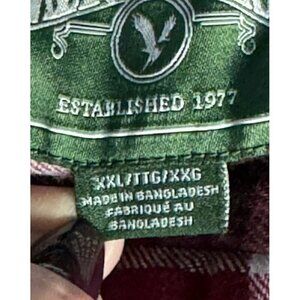 ESTABLISHED 1977
XXL/TTG/XXG
MADE IN BANGLADESH
FABRIQUÉ AU
BANGLADESH